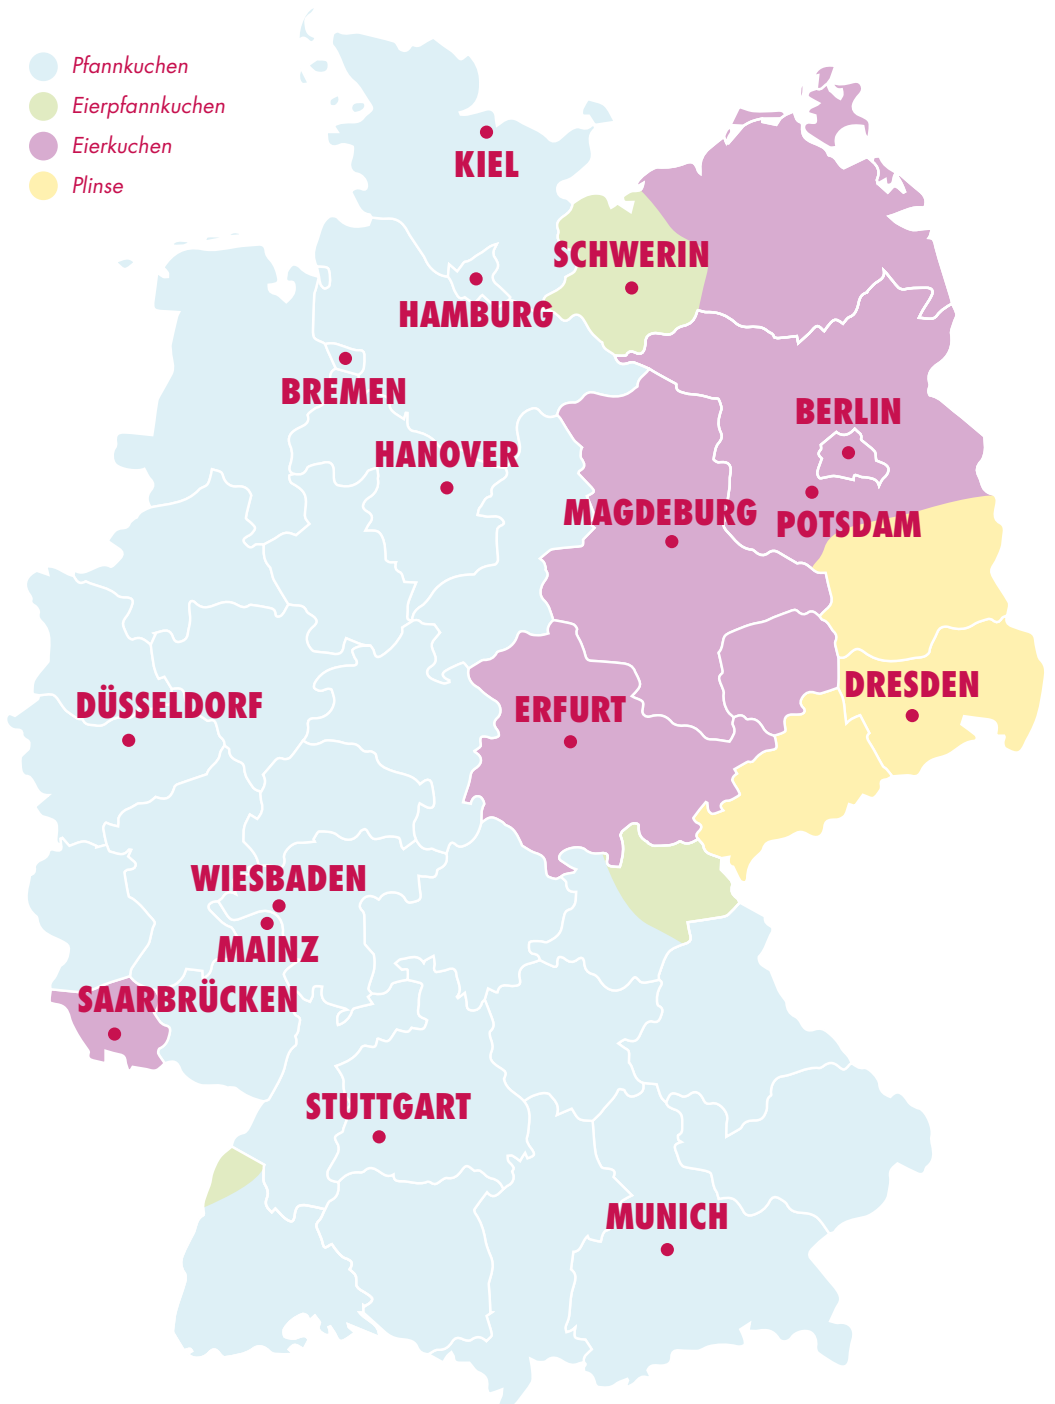 Pfannkuchen
Eierpfannkuchen
Eierkuchen
Plinse
KIEL
SCHWERIN
HAMBURG
BREMEN
BERLIN
HANOVER
MAGDEBURG
POTSDAM
DÜSSELDORF
ERFURT
DRESDEN
WIESBADEN
MAINZ
SAARBRÜCKEN
STUTTGART
MUNICH